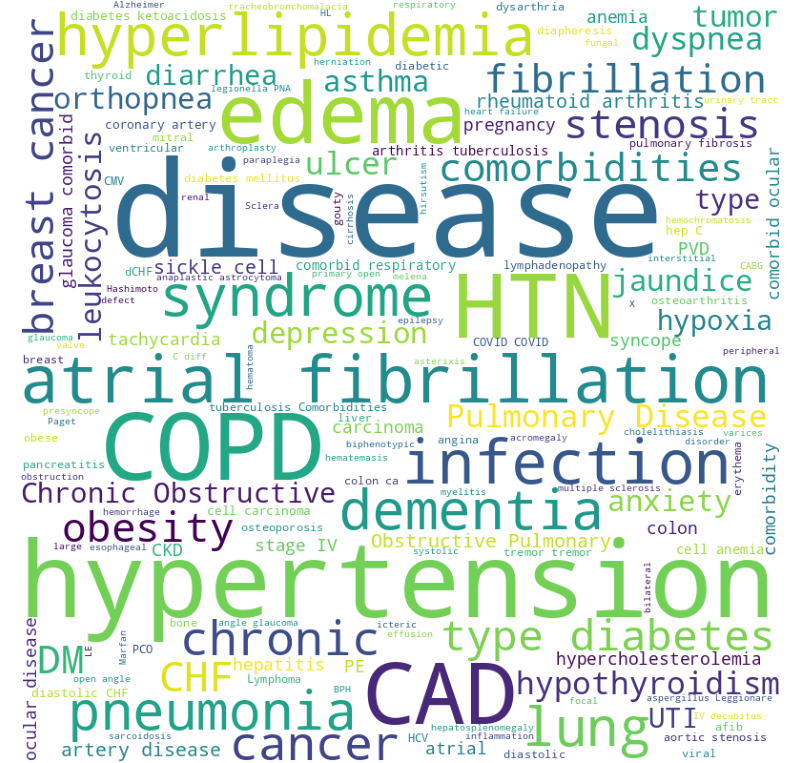 Alzheimer
tracheobronchomalacia
HL
respiratory
dysarthria
diabetes ketoacidosis
hyperlipidemia
diaphoresis
anemia
tumor
fungal
dyspnea
breast cancer
thyroid
diarrhea
herniation
diabetic
asthma
fibrillation
legionella PNA
orthopnea
edema
rheumatoid arthritis
urinary tract
heart failure
glaucoma comorbid
leukocytosis
coronary artery
mitral
pregnancy
stenosis
ventricular
arthroplasty
arthritis tuberculosis
pulmonary fibrosis
paraplegia
ulcer
comorbidities
comorbid ocular
CMV
diabetes mellitus
disease
renal
Sclera
gouty
cirrhosis
hirsutism
type
hemochromatosis
hep C
PVD
interstitial
dCHF
sickle cell
comorbid respiratory
lymphadenopathy
CABG
anaplastic astrocytoma
primary open
melena
Hashimoto
defect
syndrome
HTN
jaundice
osteoarthritis
X
hypoxia
epilepsy
glaucoma
valve
tachycardia
depression
COVID COVID
syncope
breast
C diff
hematoma
asterixis
peripheral
atrial fibrillation
presyncope
Paget
tuberculosis Comorbidities
liver
COPD
carcinoma
Pulmonary Disease
obese
biphenotypic
angina
acromegaly
cholelithiasis
varices
disorder
pancreatitis
obstruction
hematemasis
infection
erythema
comorbidity
colon ca
Chronic Obstructive
myelitis
multiple sclerosis
dementia
anxiety
hemorrhage
cell carcinoma
obesity
osteoporosis
colon
large
esophageal
CKD
stage IV
Obstructive Pulmonary
systolic
tremor tremor
cell anemia
hypertension
bilateral
ocular disease
bone
angle glaucoma
icteric
effusion
chronic
type diabetes
DM
LE
Marfan
PCO
hepatitis
PE
hypercholesterolemia
open angle
CHF
Lymphoma
CAD
hypothyroidism
diastolic CHF
BPH
focal
aspergillus Leggionare
pneumonia
lung
UTI
IV decubitus
hepatosplenomegaly
afib
sarcoidosis
cancer
HCV
inflammation
aortic stenosis
artery disease
atrial
diastolic
viral